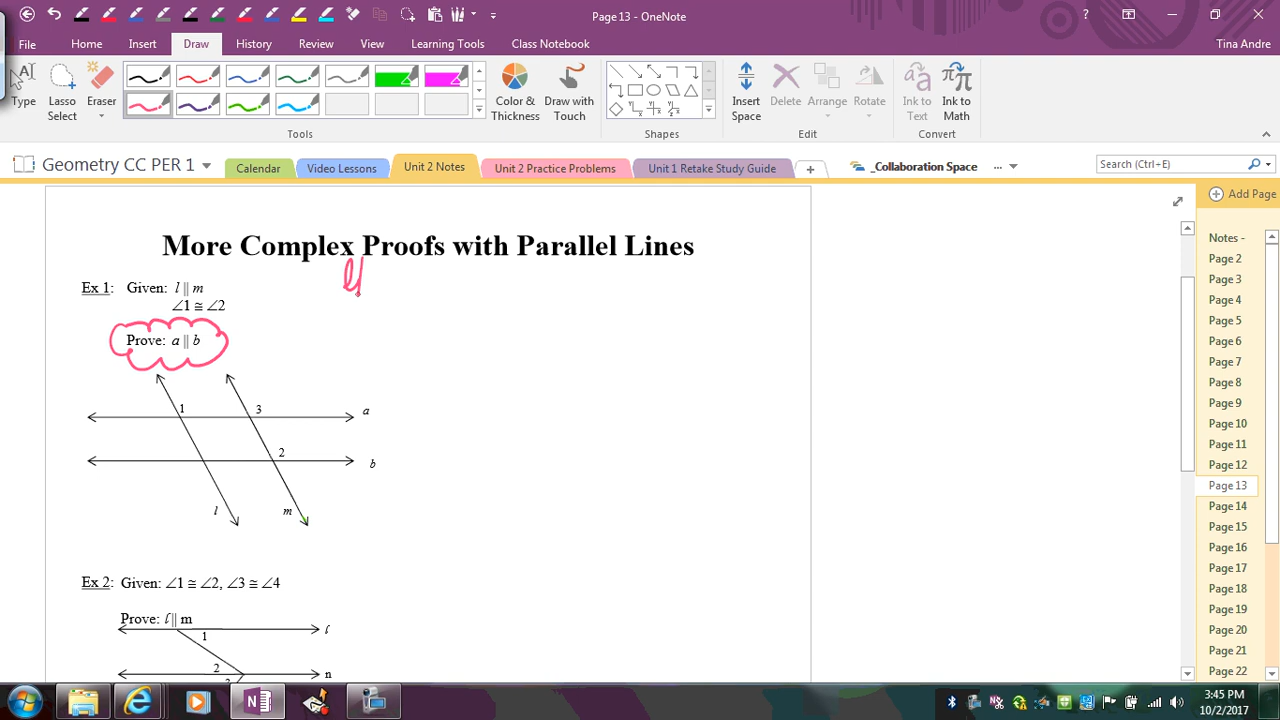 Page 13 - OneNote
?
File Home Insert Draw History Review View Learning Tools Class Notebook Tina Andre
Type Lasso Select Eraser Color & Thickness Draw with Touch Insert Space Delete Arrange Rotate Ink to Text Ink to Math
Tools Shapes Edit Convert
Geometry CC PER 1 Calendar Video Lessons Unit 2 Notes Unit 2 Practice Problems Unit 1 Retake Study Guide + _Collaboration Space ... Search (Ctrl+E)
Add Page
More Complex Proofs with Parallel Lines
Ex 1: Given: l || m
∠1 ≅ ∠2
Prove: a || b
1 3 a
2 b
l m
Ex 2: Given: ∠1 ≅ ∠2, ∠3 ≅ ∠4
Prove: l || m
l
1
2 n
Notes -
Page 2
Page 3
Page 4
Page 5
Page 6
Page 7
Page 8
Page 9
Page 10
Page 11
Page 12
Page 13
Page 14
Page 15
Page 16
Page 17
Page 18
Page 19
Page 20
Page 21
Page 22
3:45 PM
10/2/2017